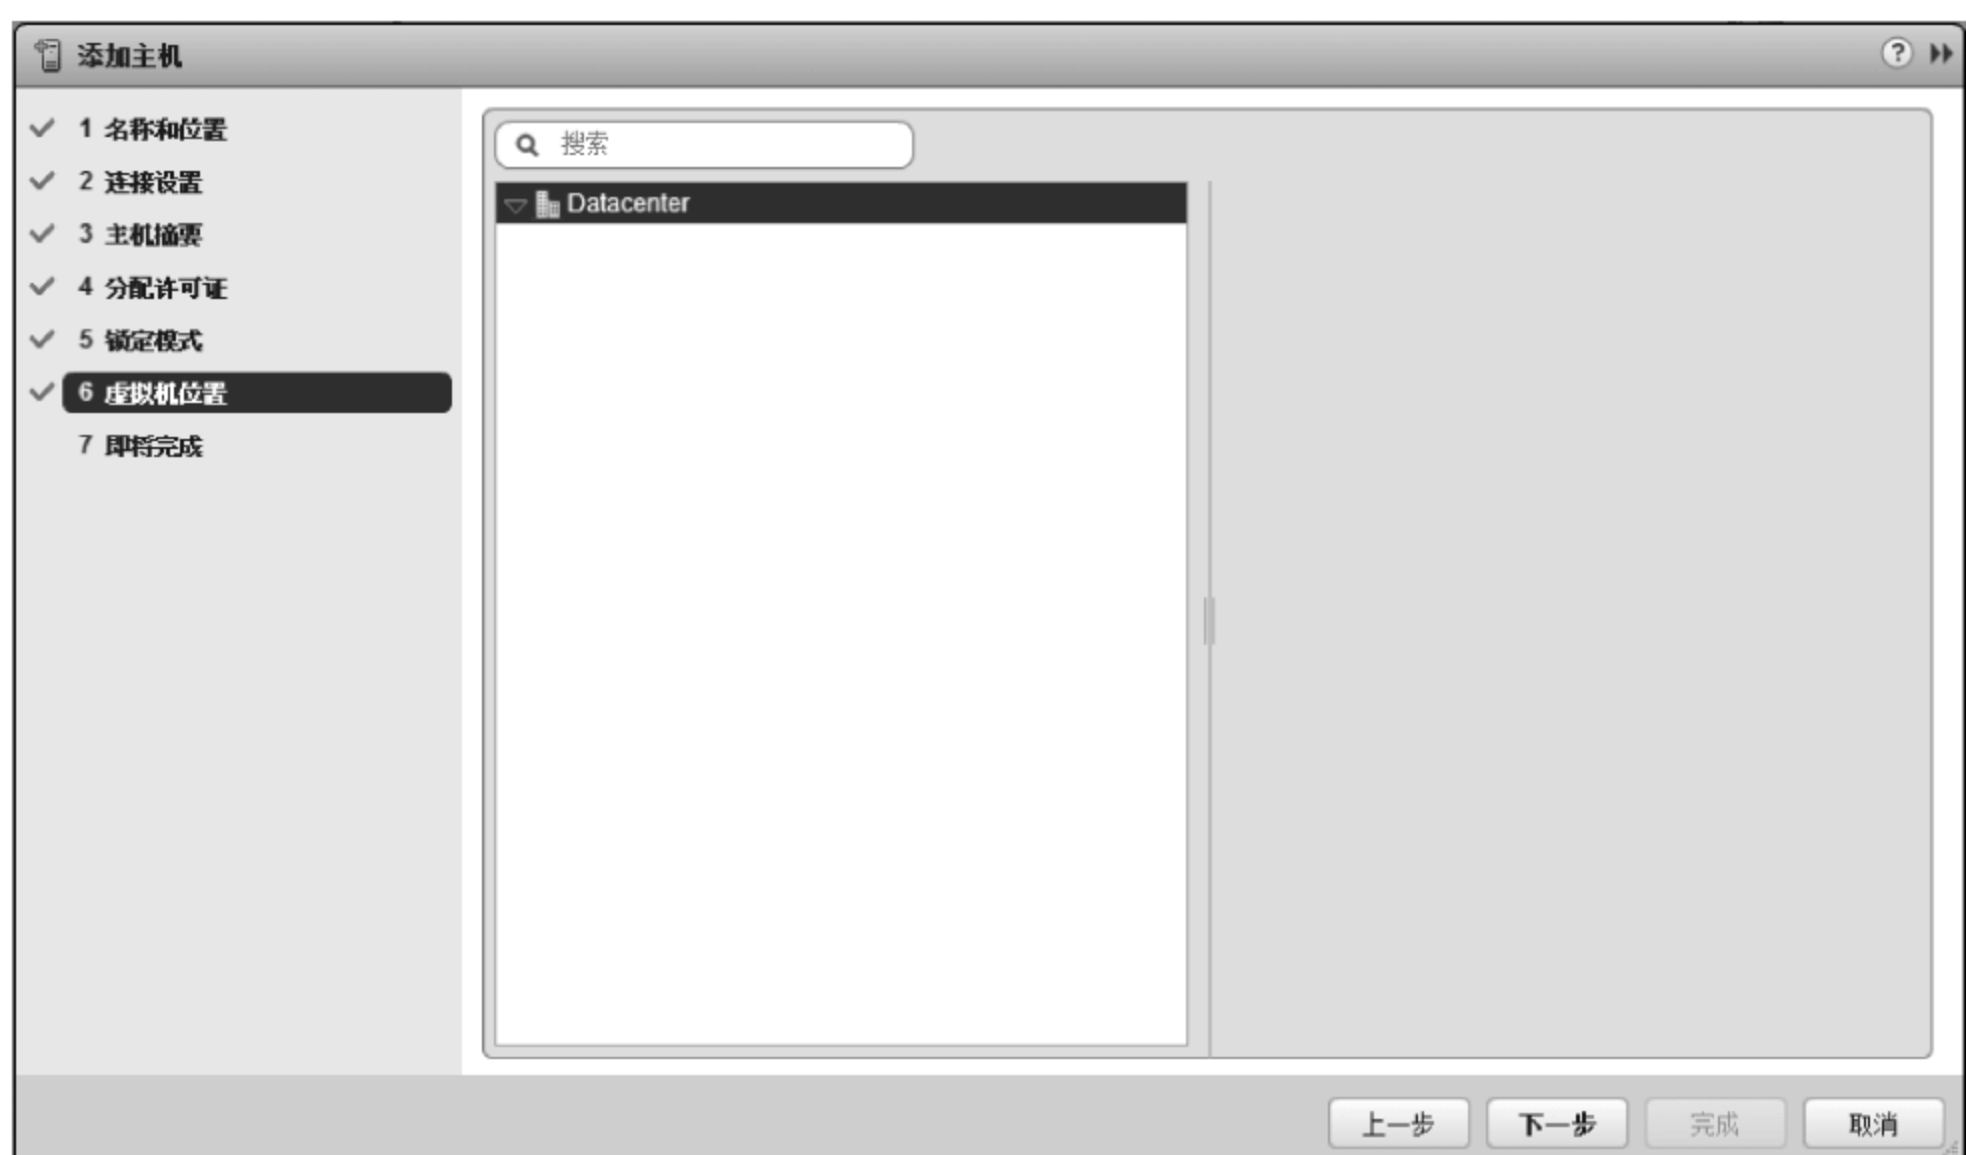 添加主机
?
1 名称和位置
2 连接设置
3 主机摘要
4 分配许可证
5 锁定模式
6 虚拟机位置
7 即将完成
搜索
Datacenter
上一步
下一步
完成
取消